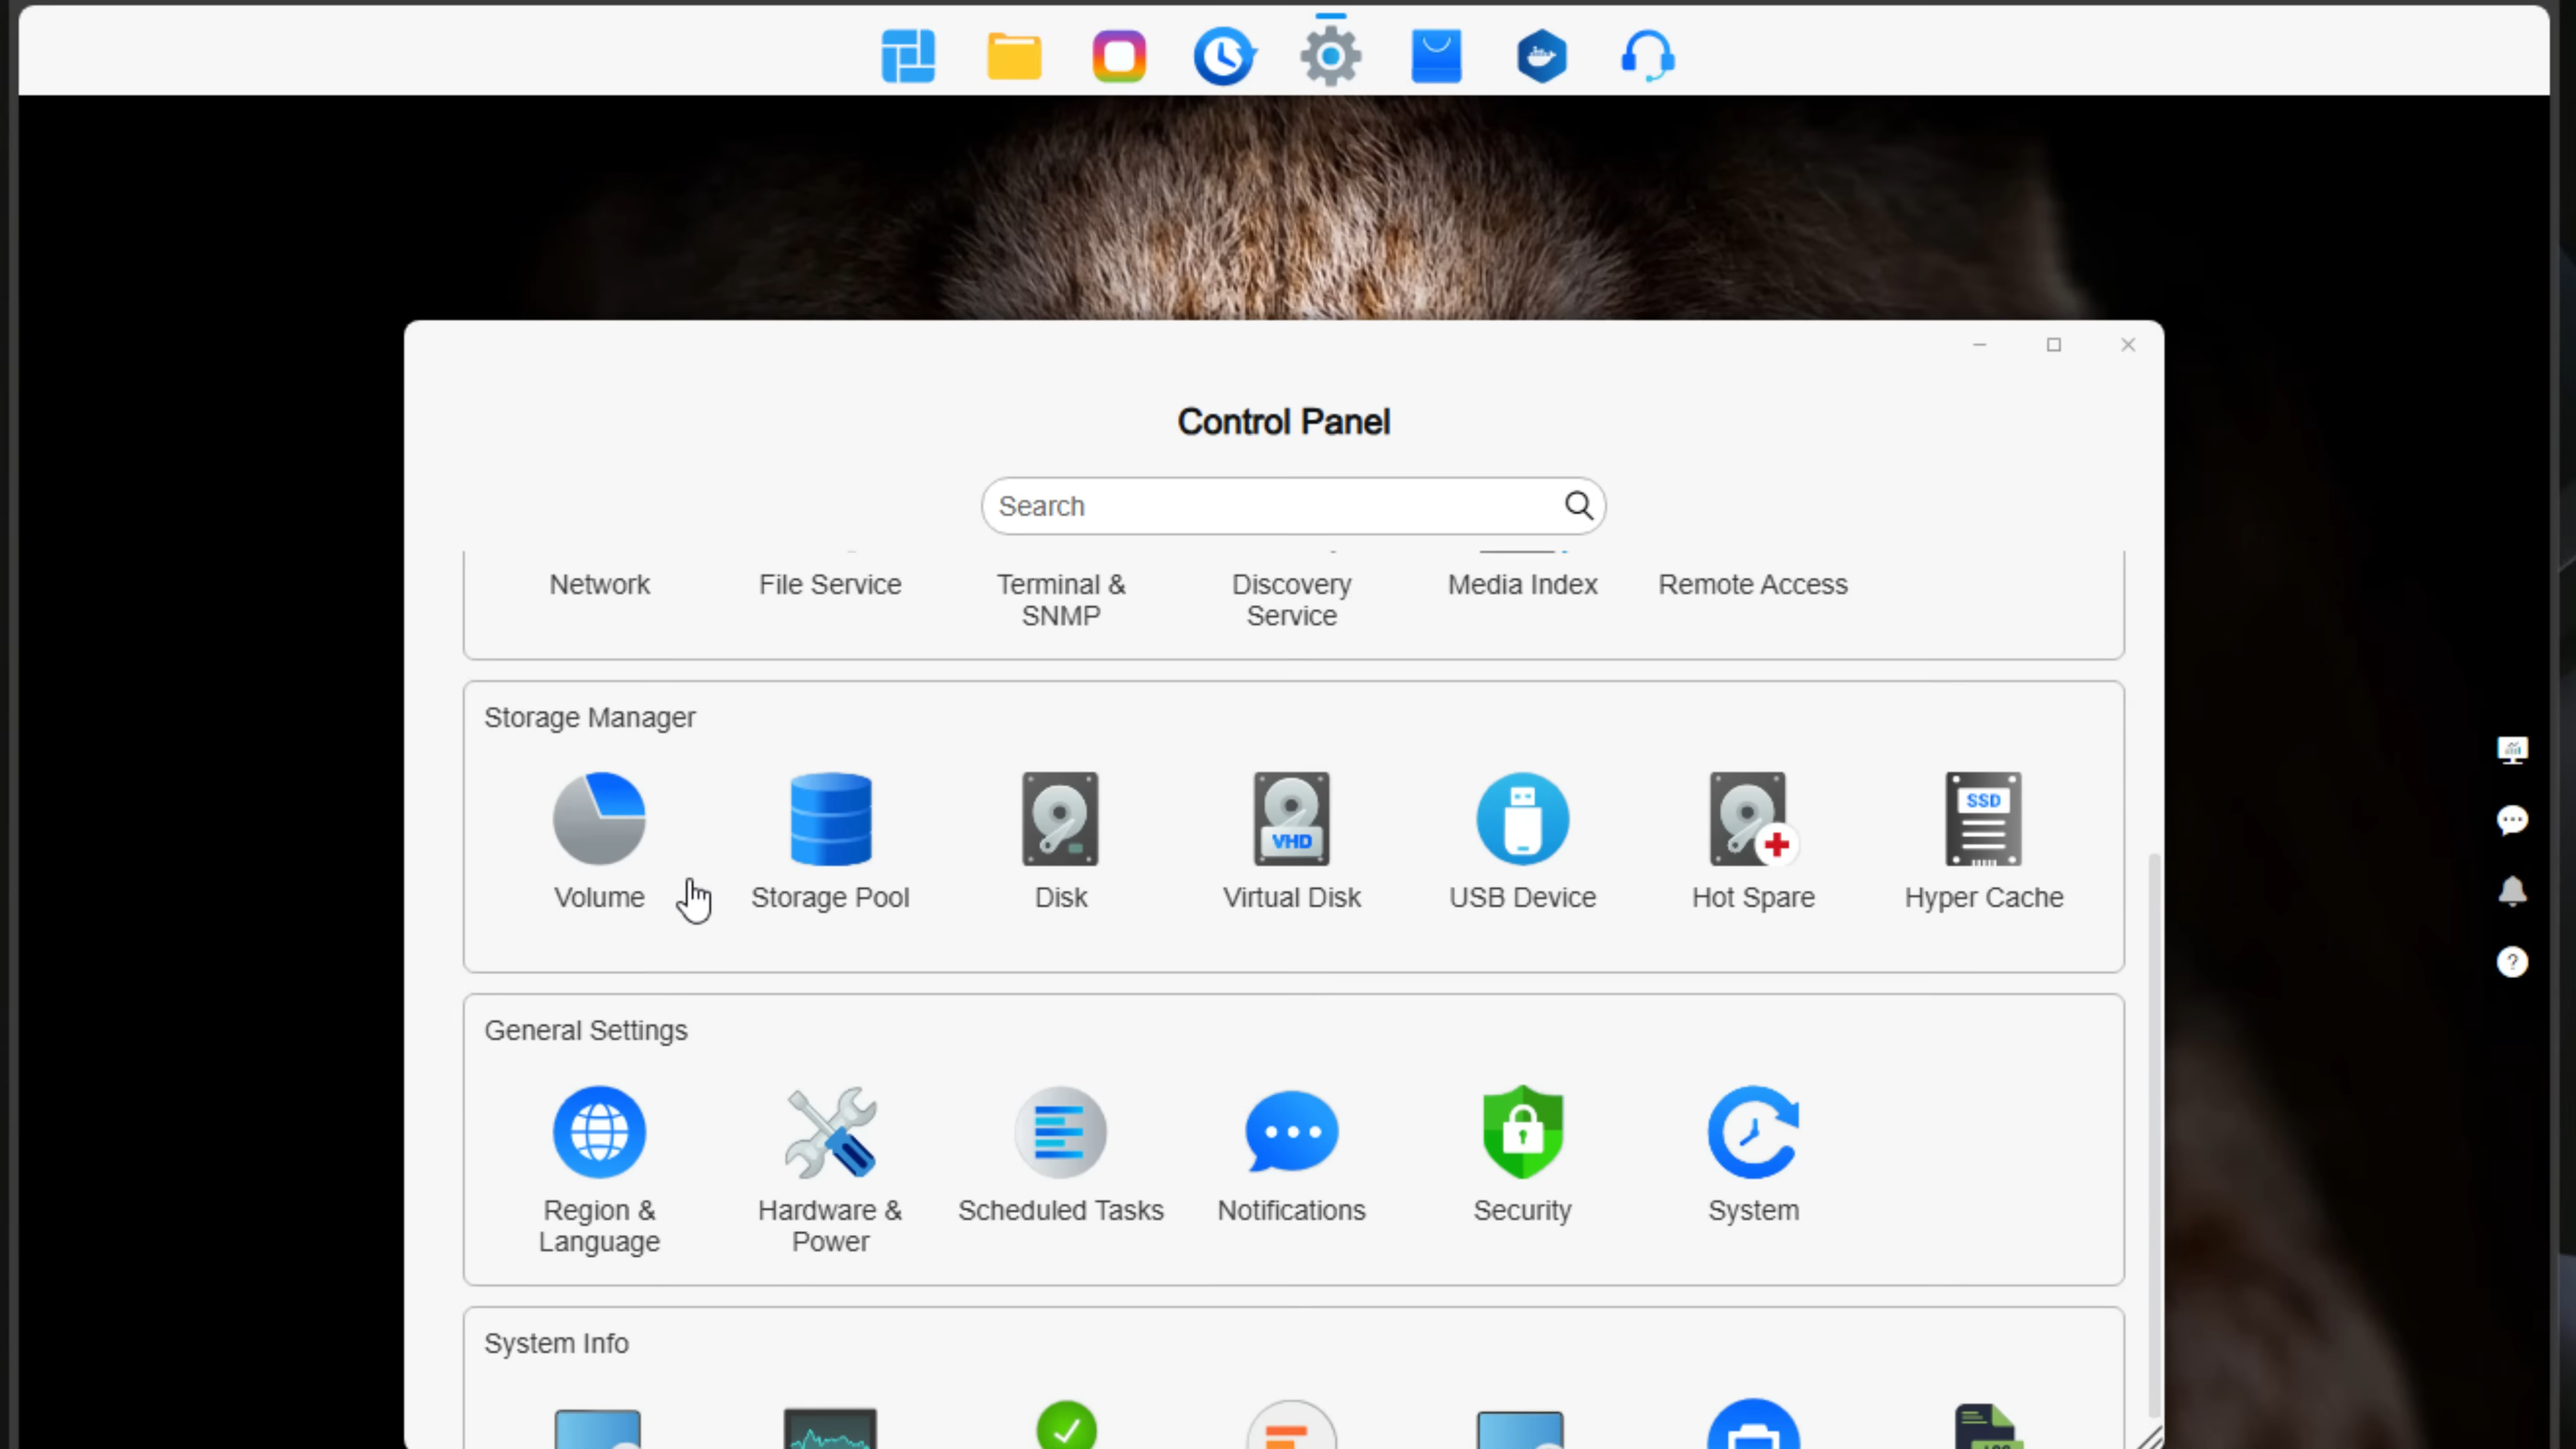 Control Panel
Search
Network
File Service
Terminal &
SNMP
Discovery
Service
Media Index
Remote Access
Storage Manager
Volume
Storage Pool
Disk
VHD
Virtual Disk
USB Device
Hot Spare
SSD
Hyper Cache
General Settings
Region &
Language
Hardware &
Power
Scheduled Tasks
Notifications
Security
System
System Info